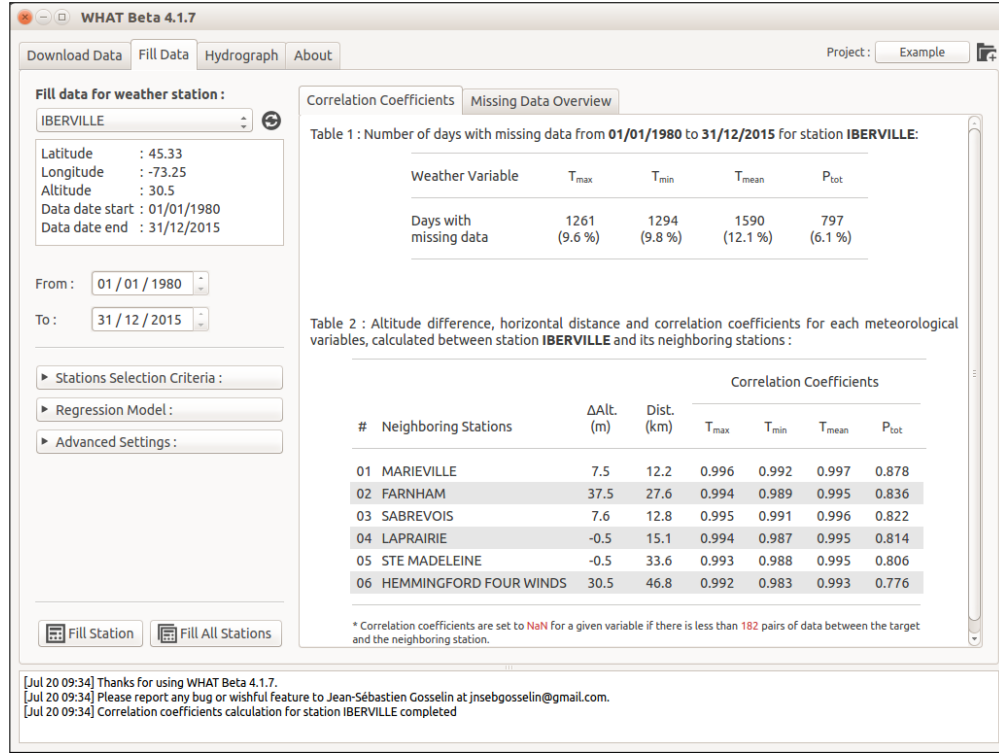 WHAT Beta 4.1.7
Download Data Fill Data Hydrograph About Project : Example
Fill data for weather station :
IBERVILLE
Latitude : 45.33
Longitude : -73.25
Altitude : 30.5
Data date start : 01/01/1980
Data date end : 31/12/2015
From : 01 / 01 / 1980
To : 31 / 12 / 2015
Stations Selection Criteria :
Regression Model :
Advanced Settings :
Fill Station Fill All Stations
Correlation Coefficients Missing Data Overview
Table 1 : Number of days with missing data from 01/01/1980 to 31/12/2015 for station IBERVILLE:
Weather Variable Tmax Tmin Tmean Ptot
Days with 1261 1294 1590 797
missing data (9.6 %) (9.8 %) (12.1 %) (6.1 %)
Table 2 : Altitude difference, horizontal distance and correlation coefficients for each meteorological
variables, calculated between station IBERVILLE and its neighboring stations :
Correlation Coefficients
# Neighboring Stations ΔAlt. (m) Dist. (km) Tmax Tmin Tmean Ptot
01 MARIEVILLE 7.5 12.2 0.996 0.992 0.997 0.878
02 FARNHAM 37.5 27.6 0.994 0.989 0.995 0.836
03 SABREVOIS 7.6 12.8 0.995 0.991 0.996 0.822
04 LAPRAIRIE -0.5 15.1 0.994 0.987 0.995 0.814
05 STE MADELEINE -0.5 33.6 0.993 0.988 0.995 0.806
06 HEMMINGFORD FOUR WINDS 30.5 46.8 0.992 0.983 0.993 0.776
* Correlation coefficients are set to NaN for a given variable if there is less than 182 pairs of data between the target
and the neighboring station.
[Jul 20 09:34] Thanks for using WHAT Beta 4.1.7.
[Jul 20 09:34] Please report any bug or wishful feature to Jean-Sébastien Gosselin at jnsebgosselin@gmail.com.
[Jul 20 09:34] Correlation coefficients calculation for station IBERVILLE completed